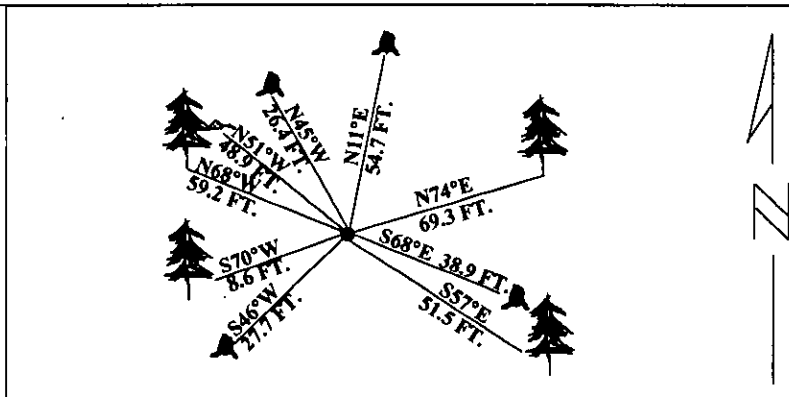 N11°E
54.7 FT.
N45°W
26.4 FT.
N51°W
48.9 FT.
N68°W
59.2 FT.
N74°E
69.3 FT.
S68°E 38.9 FT.
S70°W
8.6 FT.
S57°E
51.5 FT.
S46°W
27.7 FT.
N